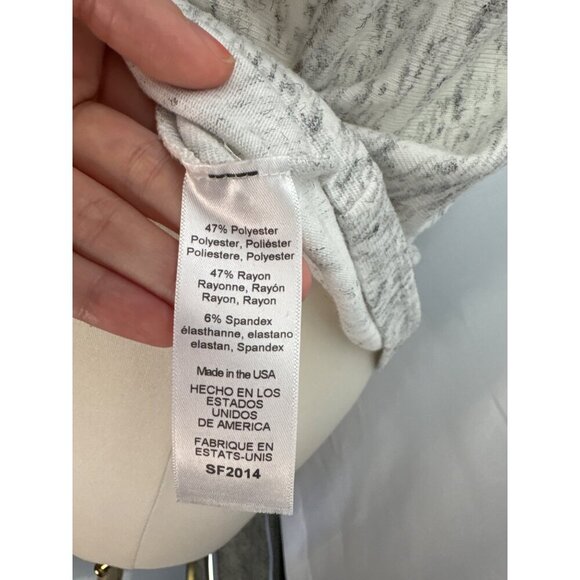 47% Polyester
Polyester, Polièster
Poliestere, Polyester
47% Rayon
Rayonne, Rayón
Rayon, Rayon
6% Spandex
élasthanne, elastano
elastan, Spandex
Made in the USA
HECHO EN LOS
ESTADOS
UNIDOS
DE AMERICA
FABRIQUE EN
ESTATS-UNIS
SF2014